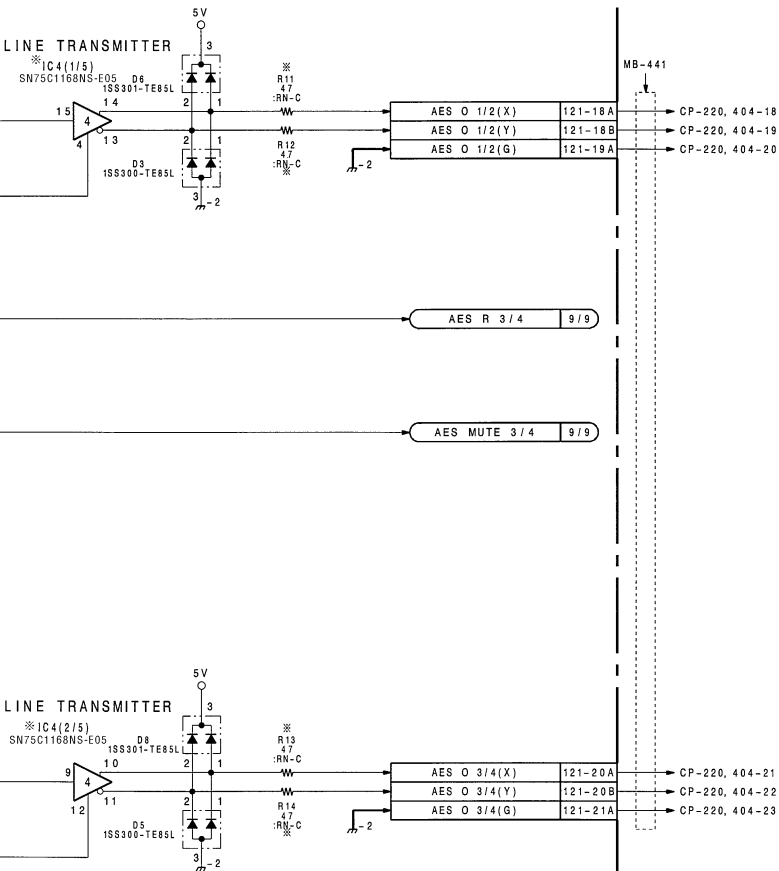 5V
3
LINE TRANSMITTER
※IC4(1/5)
SN75C1168NS-E05
D6
1SS301-TE85L
※
R11
47
:RN-C
MB-441
15
14
4
13
4
2
1
2
1
R12
47
:RN-C
※
D3
1SS300-TE85L
3
-2
-2
AES O 1/2(X) 121-18A CP-220, 404-18
AES O 1/2(Y) 121-18B CP-220, 404-19
AES O 1/2(G) 121-19A CP-220, 404-20
AES R 3/4 9/9
AES MUTE 3/4 9/9
5V
3
LINE TRANSMITTER
※IC4(2/5)
SN75C1168NS-E05
D8
1SS301-TE85L
※
R13
47
:RN-C
9
10
4
11
12
2
1
2
1
R14
47
:RN-C
※
D5
1SS300-TE85L
3
-2
-2
AES O 3/4(X) 121-20A CP-220, 404-21
AES O 3/4(Y) 121-20B CP-220, 404-22
AES O 3/4(G) 121-21A CP-220, 404-23